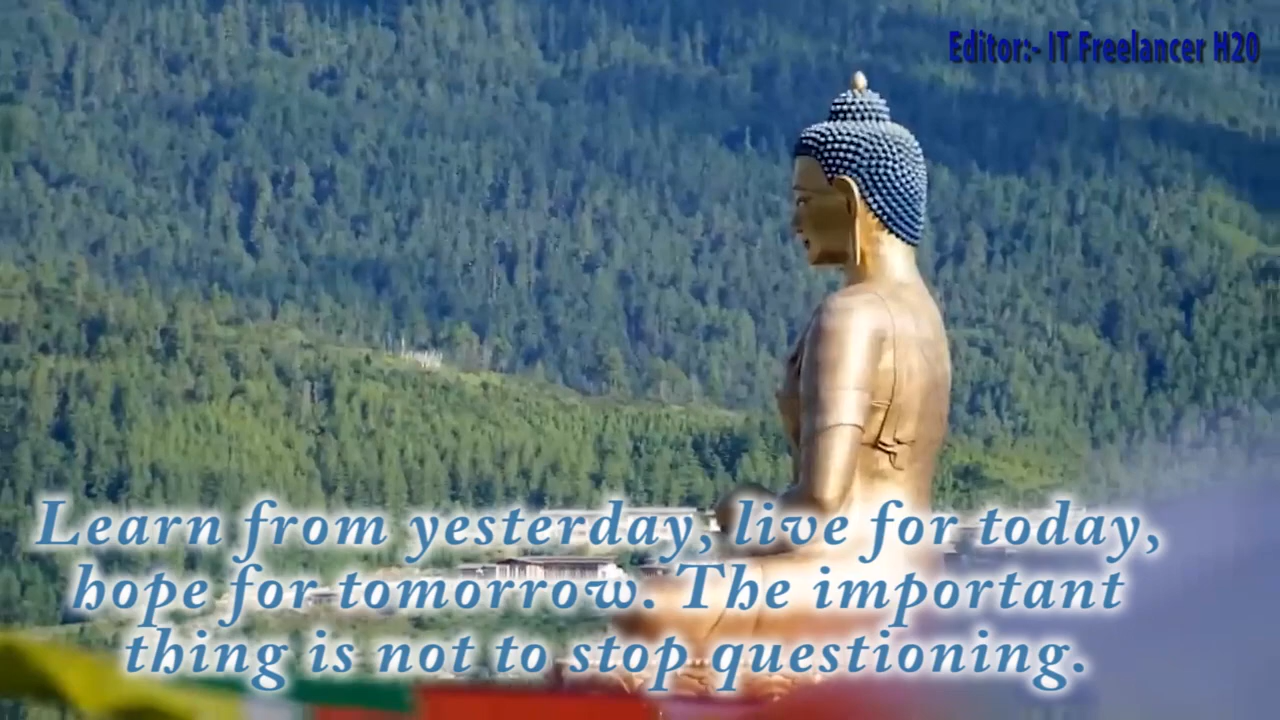 Editor:- IT Freelancer H20
Learn from yesterday, live for today,
hope for tomorrow. The important
thing is not to stop questioning.